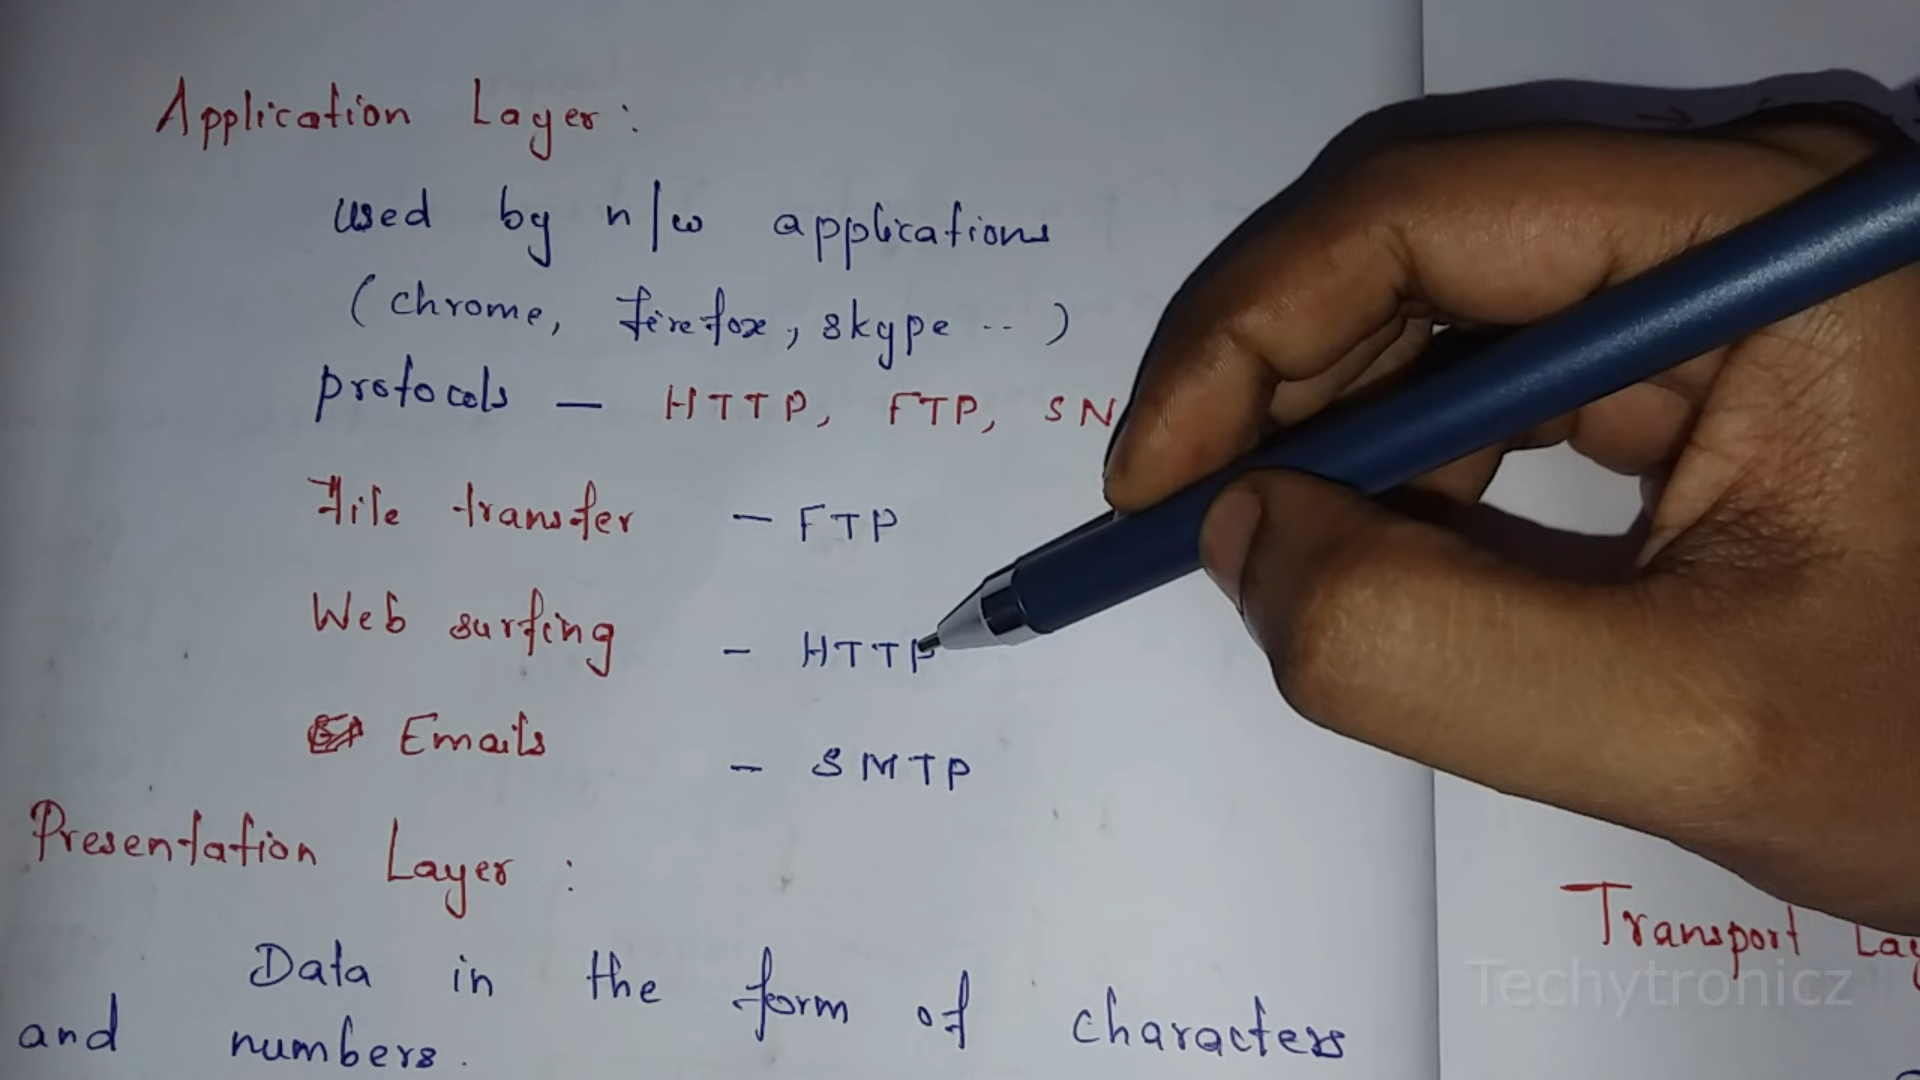 Application Layer:
used by n/w applications
(chrome, firefox, skype -- )
protocols - HTTP, FTP,
File transfer - FTP
Web surfing - HTTP
Emails - SMTP
Presentation Layer :
Data in the form of characters
and numbers.
Transport
Techytronicz